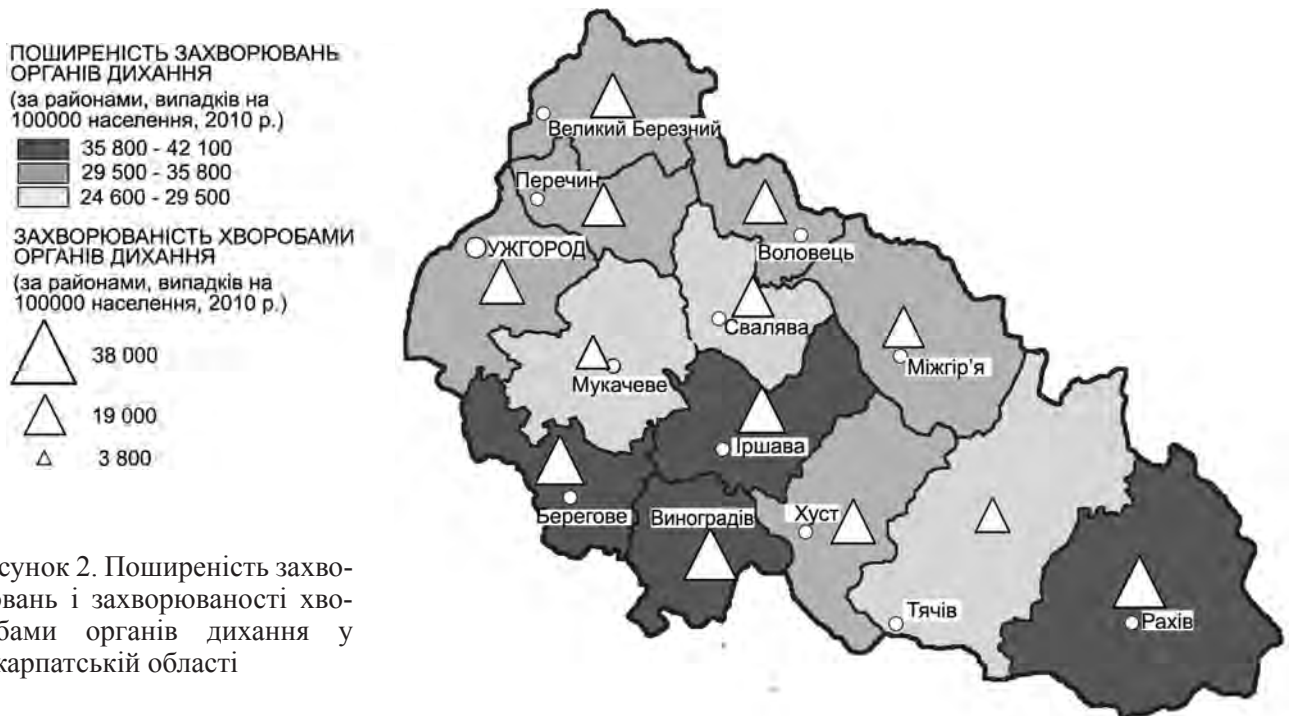 ПОШИРЕНІСТЬ ЗАХВОРЮВАНЬ
ОРГАНІВ ДИХАННЯ
(за районами, випадків на
100000 населення, 2010 р.)
35 800 - 42 100
29 500 - 35 800
24 600 - 29 500
ЗАХВОРЮВАНІСТЬ ХВОРОБАМИ
ОРГАНІВ ДИХАННЯ
(за районами, випадків на
100000 населення, 2010 р.)
38 000
19 000
3 800
Великий Березний
Перечин
УЖГОРОД
Воловець
Свалява
Міжгір'я
Мукачеве
Іршава
Берегове
Виноградів
Хуст
Тячів
Рахів
сунок 2. Поширеність захво-
овань і захворюваності хво-
бами органів дихання у
карпатській області